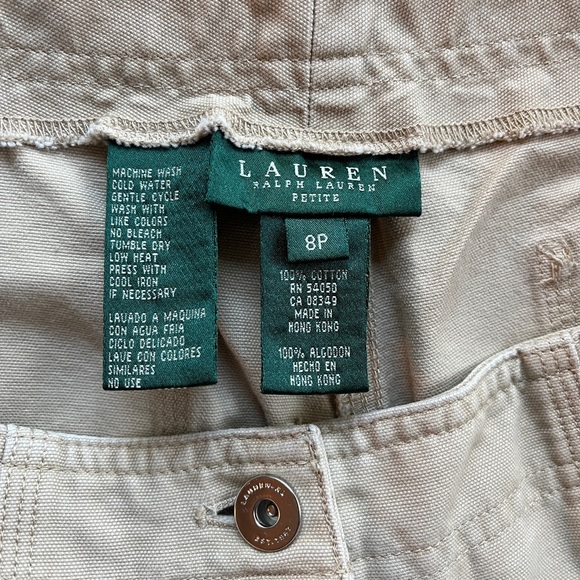 MACHINE WASH
COLD WATER
GENTLE CYCLE
WASH WITH
LIKE COLORS
NO BLEACH
TUMBLE DRY
LOW HEAT
PRESS WITH
COOL IRON
IF NECESSARY
LAVADO A MAQUINA
CON AGUA FRIA
CICLO DELICADO
LAVE CON COLORES
SIMILARES
NO USE
LAUREN
RALPH LAUREN
PETITE
8P
100% COTTON
RN 54050
CA 08349
MADE IN
HONG KONG
100% ALGODON
HECHO EN
HONG KONG